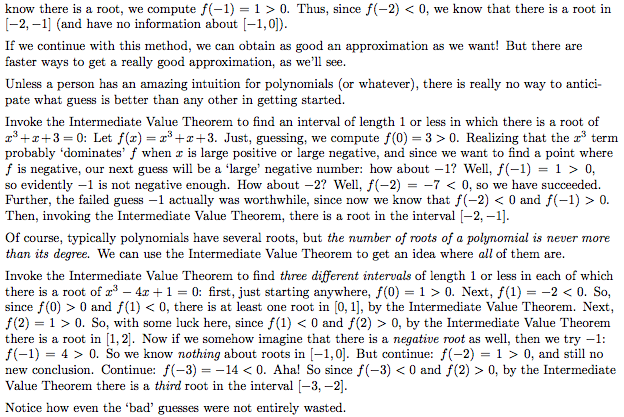 know there is a root, we compute f(−1) = 1 > 0. Thus, since f(−2) < 0, we know that there is a root in
[−2, −1] (and have no information about [−1, 0]).
If we continue with this method, we can obtain as good an approximation as we want! But there are
faster ways to get a really good approximation, as we'll see.
Unless a person has an amazing intuition for polynomials (or whatever), there is really no way to antici-
pate what guess is better than any other in getting started.
Invoke the Intermediate Value Theorem to find an interval of length 1 or less in which there is a root of
x³ + x + 3 = 0: Let f(x) = x³ + x + 3. Just, guessing, we compute f(0) = 3 > 0. Realizing that the x³ term
probably 'dominates' f when x is large positive or large negative, and since we want to find a point where
f is negative, our next guess will be a 'large' negative number: how about −1? Well, f(−1) = 1 > 0,
so evidently −1 is not negative enough. How about −2? Well, f(−2) = −7 < 0, so we have succeeded.
Further, the failed guess −1 actually was worthwhile, since now we know that f(−2) < 0 and f(−1) > 0.
Then, invoking the Intermediate Value Theorem, there is a root in the interval [−2, −1].
Of course, typically polynomials have several roots, but the number of roots of a polynomial is never more
than its degree. We can use the Intermediate Value Theorem to get an idea where all of them are.
Invoke the Intermediate Value Theorem to find three different intervals of length 1 or less in each of which
there is a root of x³ − 4x + 1 = 0: first, just starting anywhere, f(0) = 1 > 0. Next, f(1) = −2 < 0. So,
since f(0) > 0 and f(1) < 0, there is at least one root in [0, 1], by the Intermediate Value Theorem. Next,
f(2) = 1 > 0. So, with some luck here, since f(1) < 0 and f(2) > 0, by the Intermediate Value Theorem
there is a root in [1, 2]. Now if we somehow imagine that there is a negative root as well, then we try −1:
f(−1) = 4 > 0. So we know nothing about roots in [−1, 0]. But continue: f(−2) = 1 > 0, and still no
new conclusion. Continue: f(−3) = −14 < 0. Aha! So since f(−3) < 0 and f(2) > 0, by the Intermediate
Value Theorem there is a third root in the interval [−3, −2].
Notice how even the 'bad' guesses were not entirely wasted.